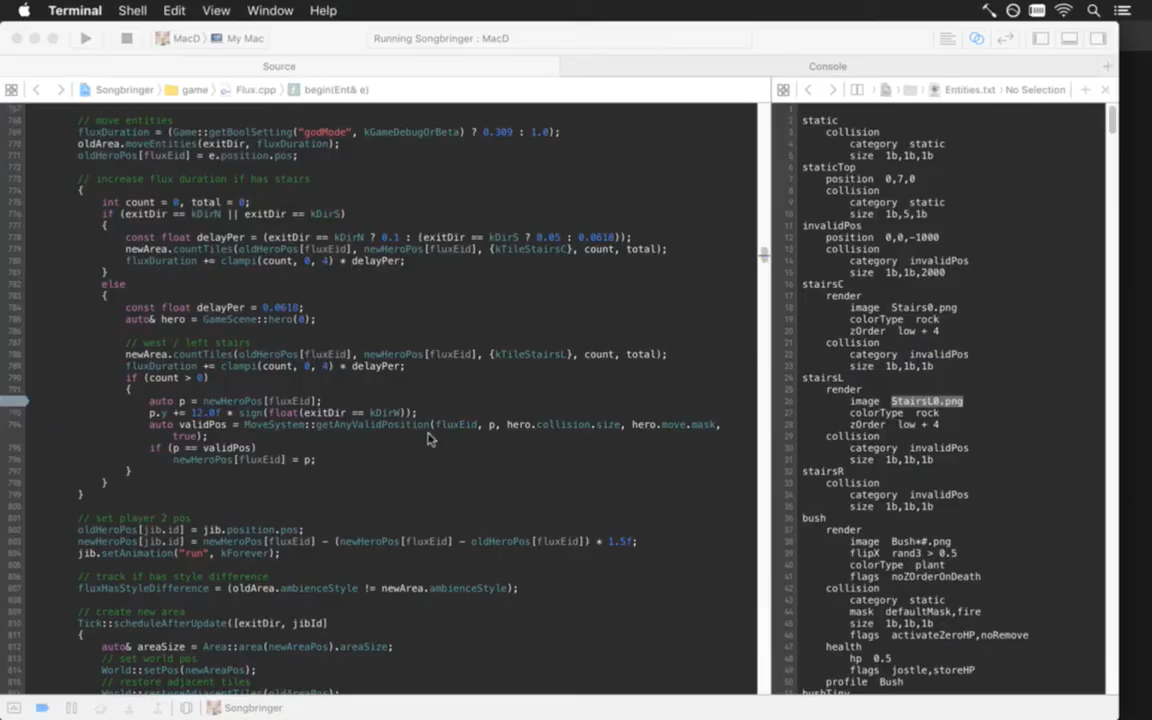 Terminal Shell Edit View Window Help
MacD My Mac
Running Songbringer : MacD
Source
Console
Songbringer game Flux.cpp begin(Ent& e)
Entities.txt No Selection
// move entities
fluxDuration = (Game::getBoolSetting("godMode", kGameDebugOrBeta) ? 0.309 : 1.0);
oldArea.moveEntities(exitDir, fluxDuration);
oldHeroPos[fluxEid] = e.position.pos;
// increase flux duration if has stairs
{
int count = 0, total = 0;
if (exitDir == kDirN || exitDir == kDirS)
{
const float delayPer = (exitDir == kDirN ? 0.1 : (exitDir == kDirS ? 0.05 : 0.0618));
newArea.countTiles(oldHeroPos[fluxEid], newHeroPos[fluxEid], {kTileStairsC}, count, total);
fluxDuration += clampi(count, 0, 4) * delayPer;
}
else
{
const float delayPer = 0.0618;
auto& hero = GameScene::hero(0);
// west / left stairs
newArea.countTiles(oldHeroPos[fluxEid], newHeroPos[fluxEid], {kTileStairsL}, count, total);
fluxDuration += clampi(count, 0, 4) * delayPer;
if (count > 0)
{
auto p = newHeroPos[fluxEid];
p.y += 12.0f * sign(float(exitDir == kDirW));
auto validPos = MoveSystem::getAnyValidPosition(fluxEid, p, hero.collision.size, hero.move.mask,
true);
if (p == validPos)
newHeroPos[fluxEid] = p;
}
}
}
// set player 2 pos
oldHeroPos[jib.id] = jib.position.pos;
newHeroPos[jib.id] = newHeroPos[fluxEid] - (newHeroPos[fluxEid] - oldHeroPos[fluxEid]) * 1.5f;
jib.setAnimation("run", kForever);
// track if has style difference
fluxHasStyleDifference = (oldArea.ambienceStyle != newArea.ambienceStyle);
// create new area
Tick::scheduleAfterUpdate([exitDir, jibId]
{
auto& areaSize = Area::area(newAreaPos).areaSize;
// set world pos
World::setPos(newAreaPos);
// restore adjacent tiles
World::restoreAdjacentTiles(oldAreaPos);
static
collision
category static
size 1b,1b,1b
staticTop
position 0,7,0
collision
category static
size 1b,5,1b
invalidPos
position 0,0,-1000
collision
category invalidPos
size 1b,1b,2000
stairsC
render
image Stairs0.png
colorType rock
zOrder low + 4
collision
category invalidPos
size 1b,1b,1b
stairsL
render
image StairsL0.png
colorType rock
zOrder low + 4
collision
category invalidPos
size 1b,1b,1b
stairsR
collision
category invalidPos
size 1b,1b,1b
bush
render
image Bush*#.png
flipX rand3 > 0.5
colorType plant
flags noZOrderOnDeath
collision
category static
mask defaultMask,fire
size 1b,1b,1b
flags activateZeroHP,noRemove
health
hp 0.5
flags jostle,storeHP
profile Bush
bushTiny
Songbringer